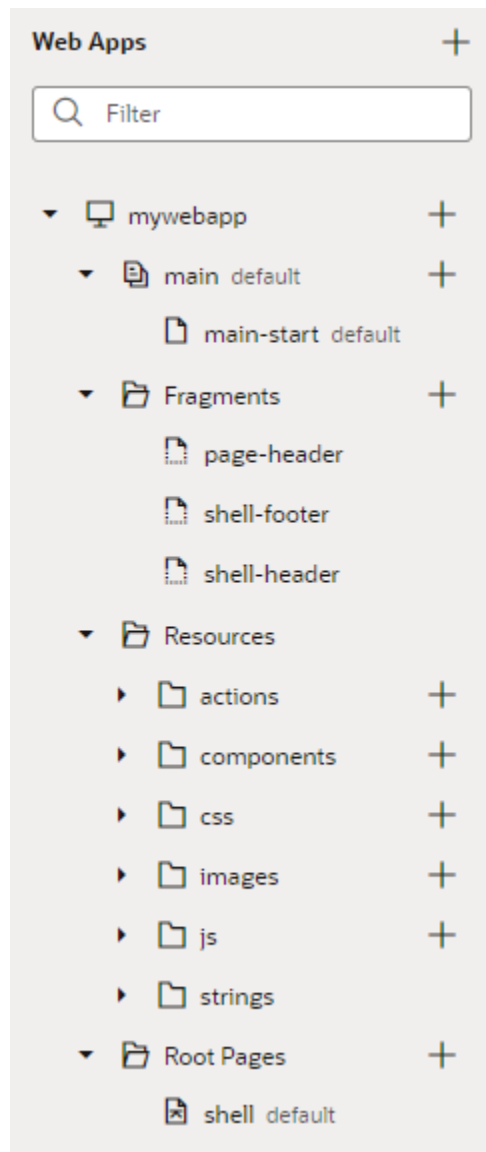 Web Apps
Filter
mywebapp
main default
main-start default
Fragments
page-header
shell-footer
shell-header
Resources
actions
components
css
images
js
strings
Root Pages
shell default